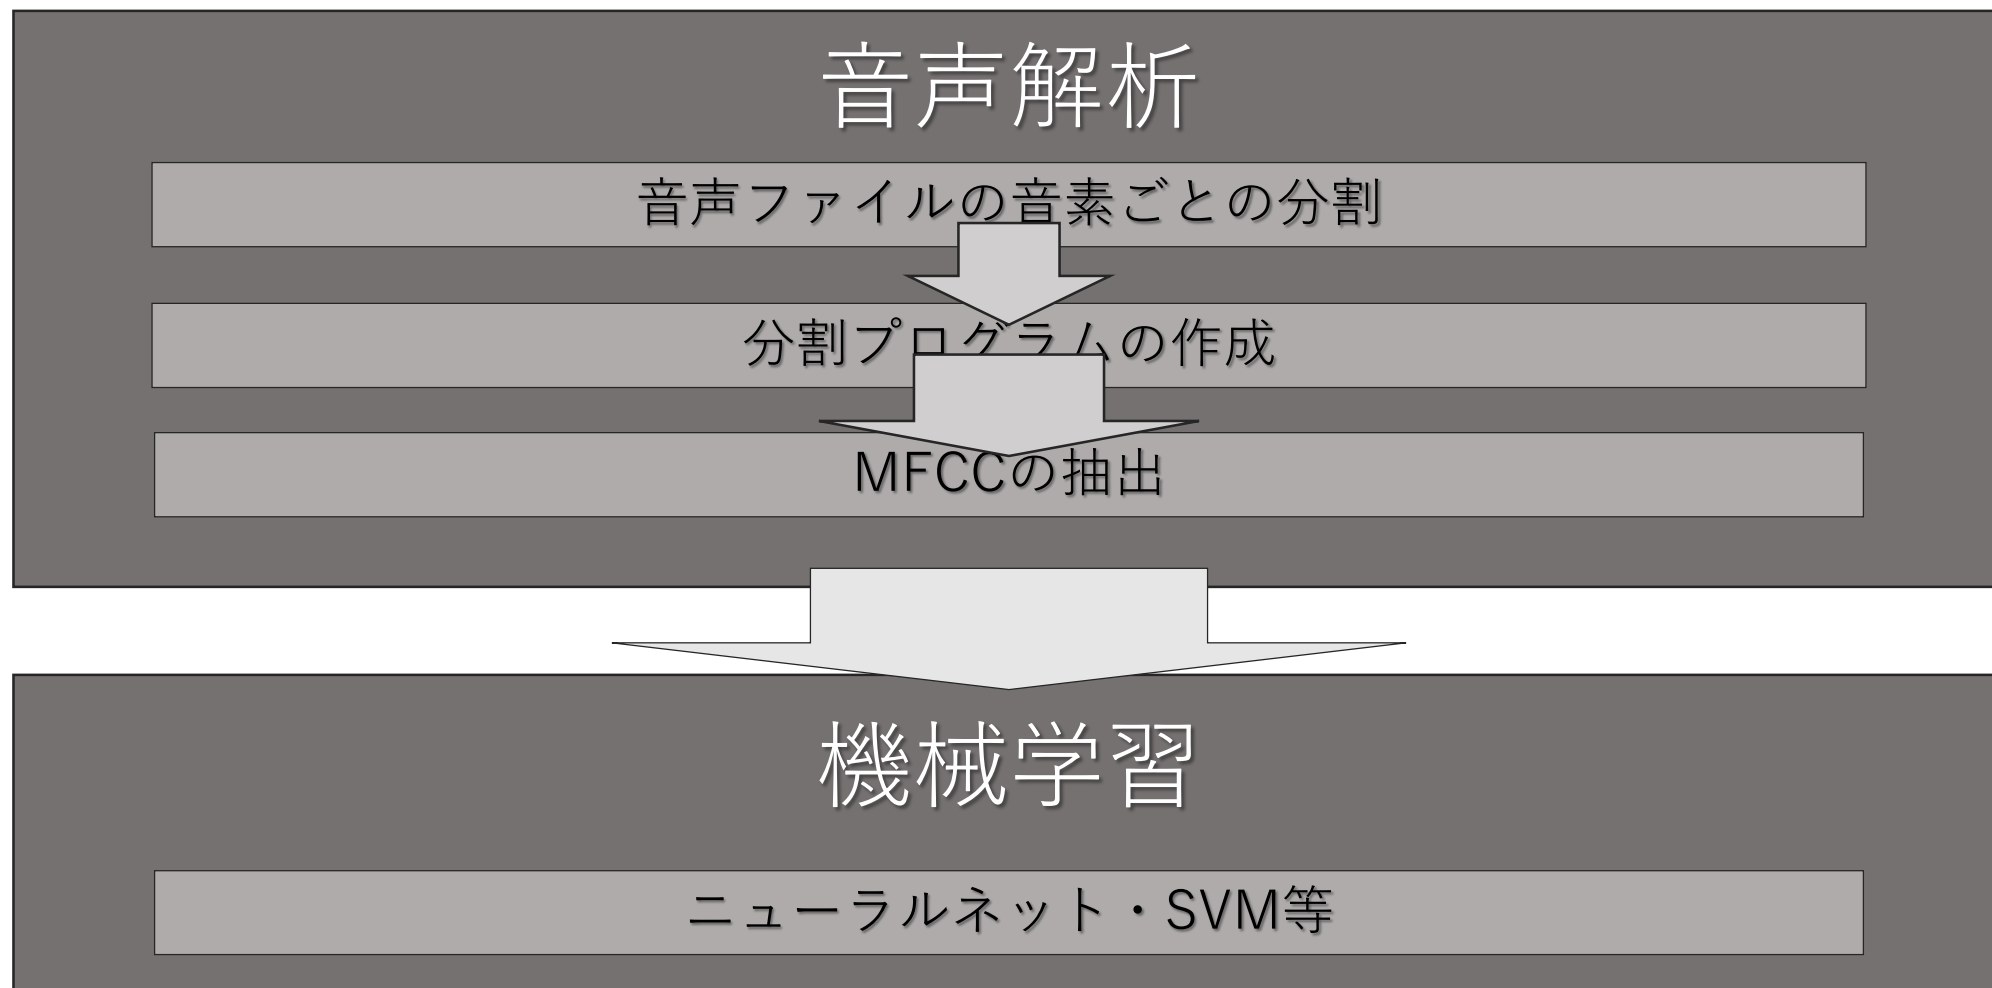 音声解析
音声ファイルの音素ごとの分割
分割プログラムの作成
MFCCの抽出
機械学習
ニューラルネット・SVM等